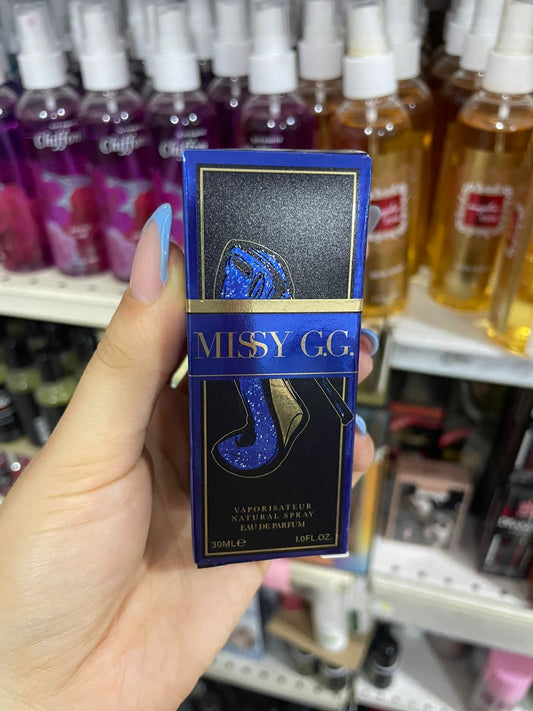 Chiffon
Chiffon
MISSY G.G.
VAPORISATEUR
NATURAL SPRAY
EAU DE PARFUM
30ML℮ 1.0FL.OZ.